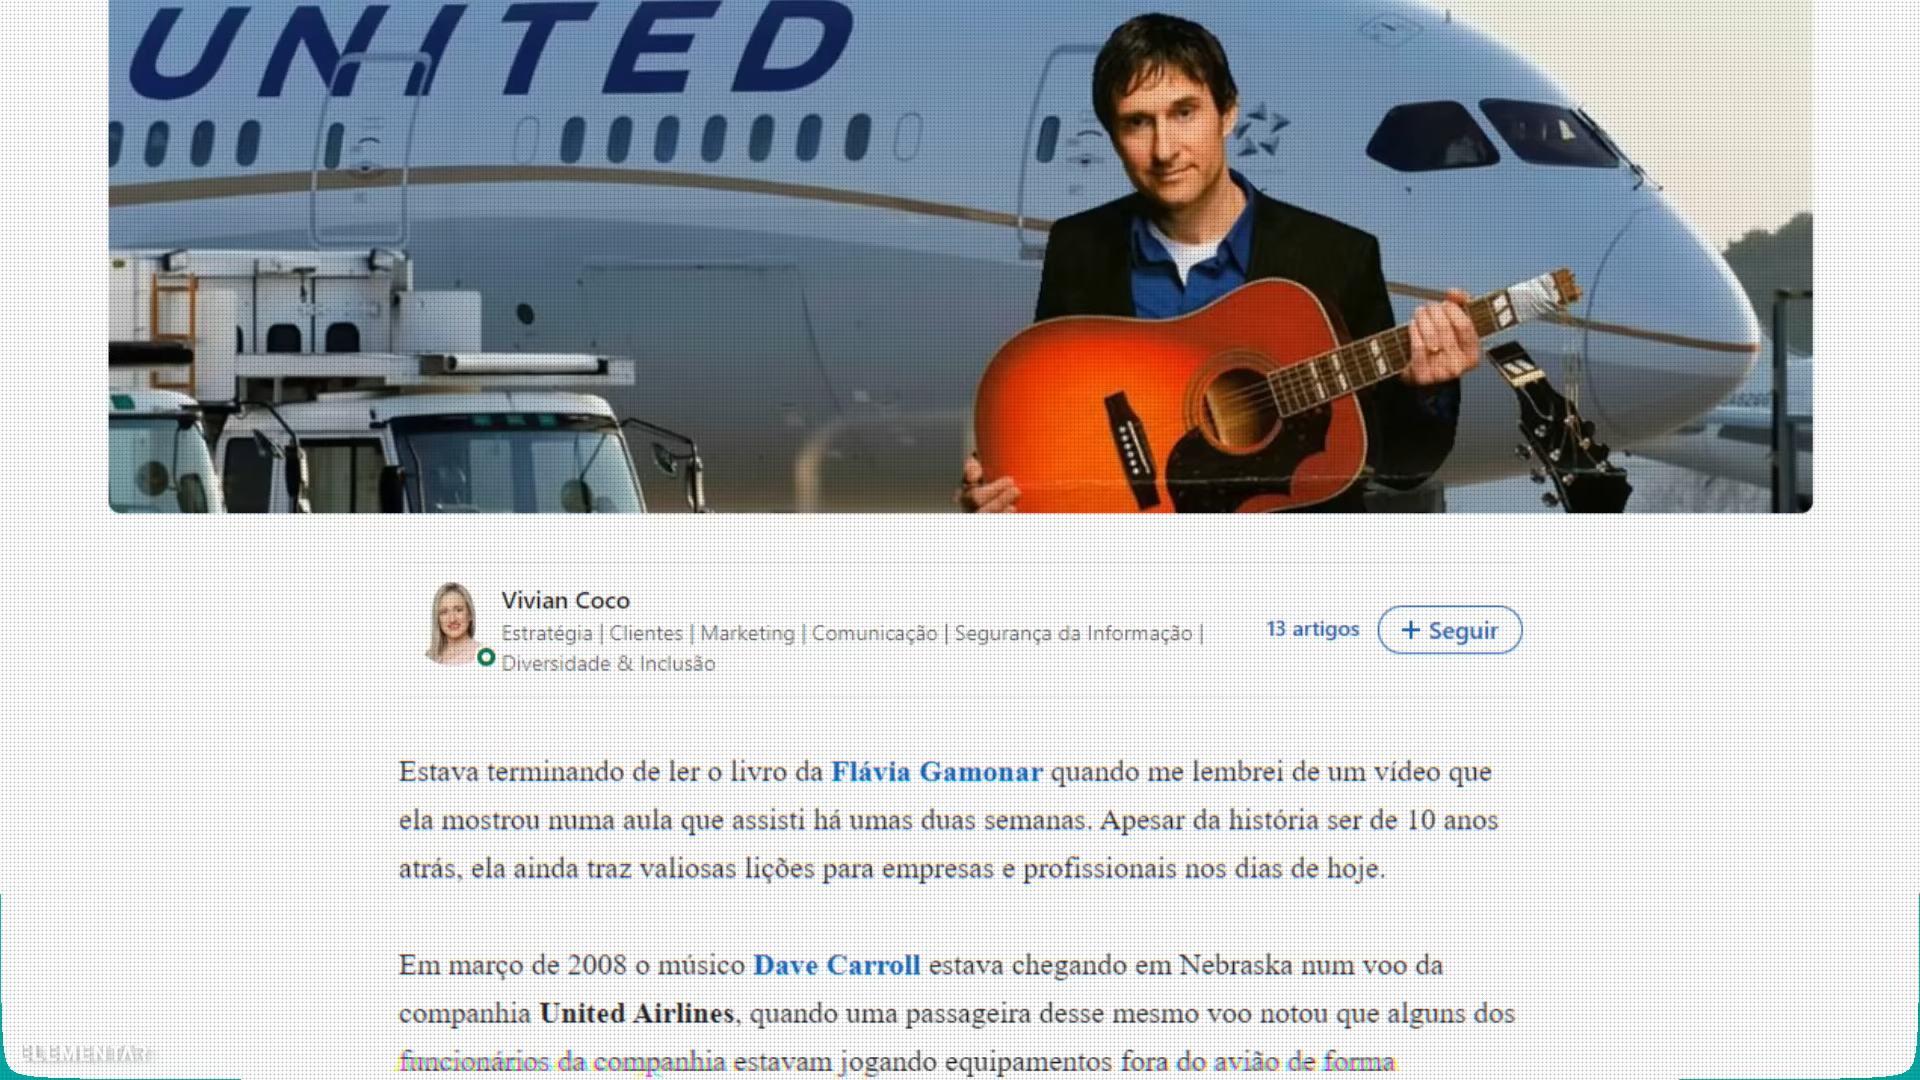 UNITED
Vivian Coco
Estratégia | Clientes | Marketing | Comunicação | Segurança da Informação |
Diversidade & Inclusão
13 artigos
+ Seguir
Estava terminando de ler o livro da Flávia Gamonar quando me lembrei de um vídeo que
ela mostrou numa aula que assisti há umas duas semanas. Apesar da história ser de 10 anos
atrás, ela ainda traz valiosas lições para empresas e profissionais nos dias de hoje.
Em março de 2008 o músico Dave Carroll estava chegando em Nebraska num voo da
companhia United Airlines, quando uma passageira desse mesmo voo notou que alguns dos
funcionários da companhia estavam jogando equipamentos fora do avião de forma